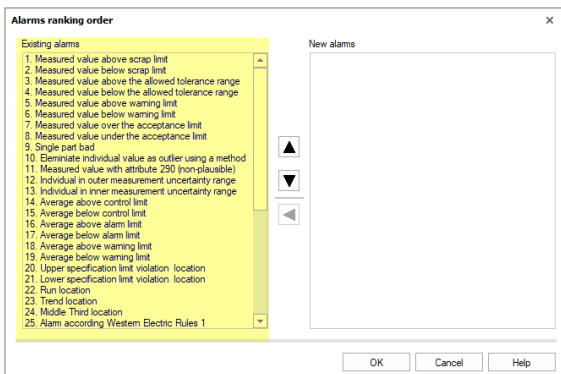 Alarms ranking order
Existing alarms
New alarms
1. Measured value above scrap limit
2. Measured value below scrap limit
3. Measured value above the allowed tolerance range
4. Measured value below the allowed tolerance range
5. Measured value above warning limit
6. Measured value below warning limit
7. Measured value over the acceptance limit
8. Measured value under the acceptance limit
9. Single part bad
10. Eleminiate individual value as outlier using a method
11. Measured value with attribute 290 (non-plausible)
12. Indvidual in outer measurement uncertainty range
13. Individual in inner measurement uncertainty range
14. Average above control limit
15. Average below control limit
16. Average above alarm limit
17. Average below alarm limit
18. Average above warning limit
19. Average below warning limit
20. Upper specification limit violation location
21. Lower specification limit violation location
22. Run location
23. Trend location
24. Middle Third location
25. Alarm according Western Electric Rules 1
OK Cancel Help